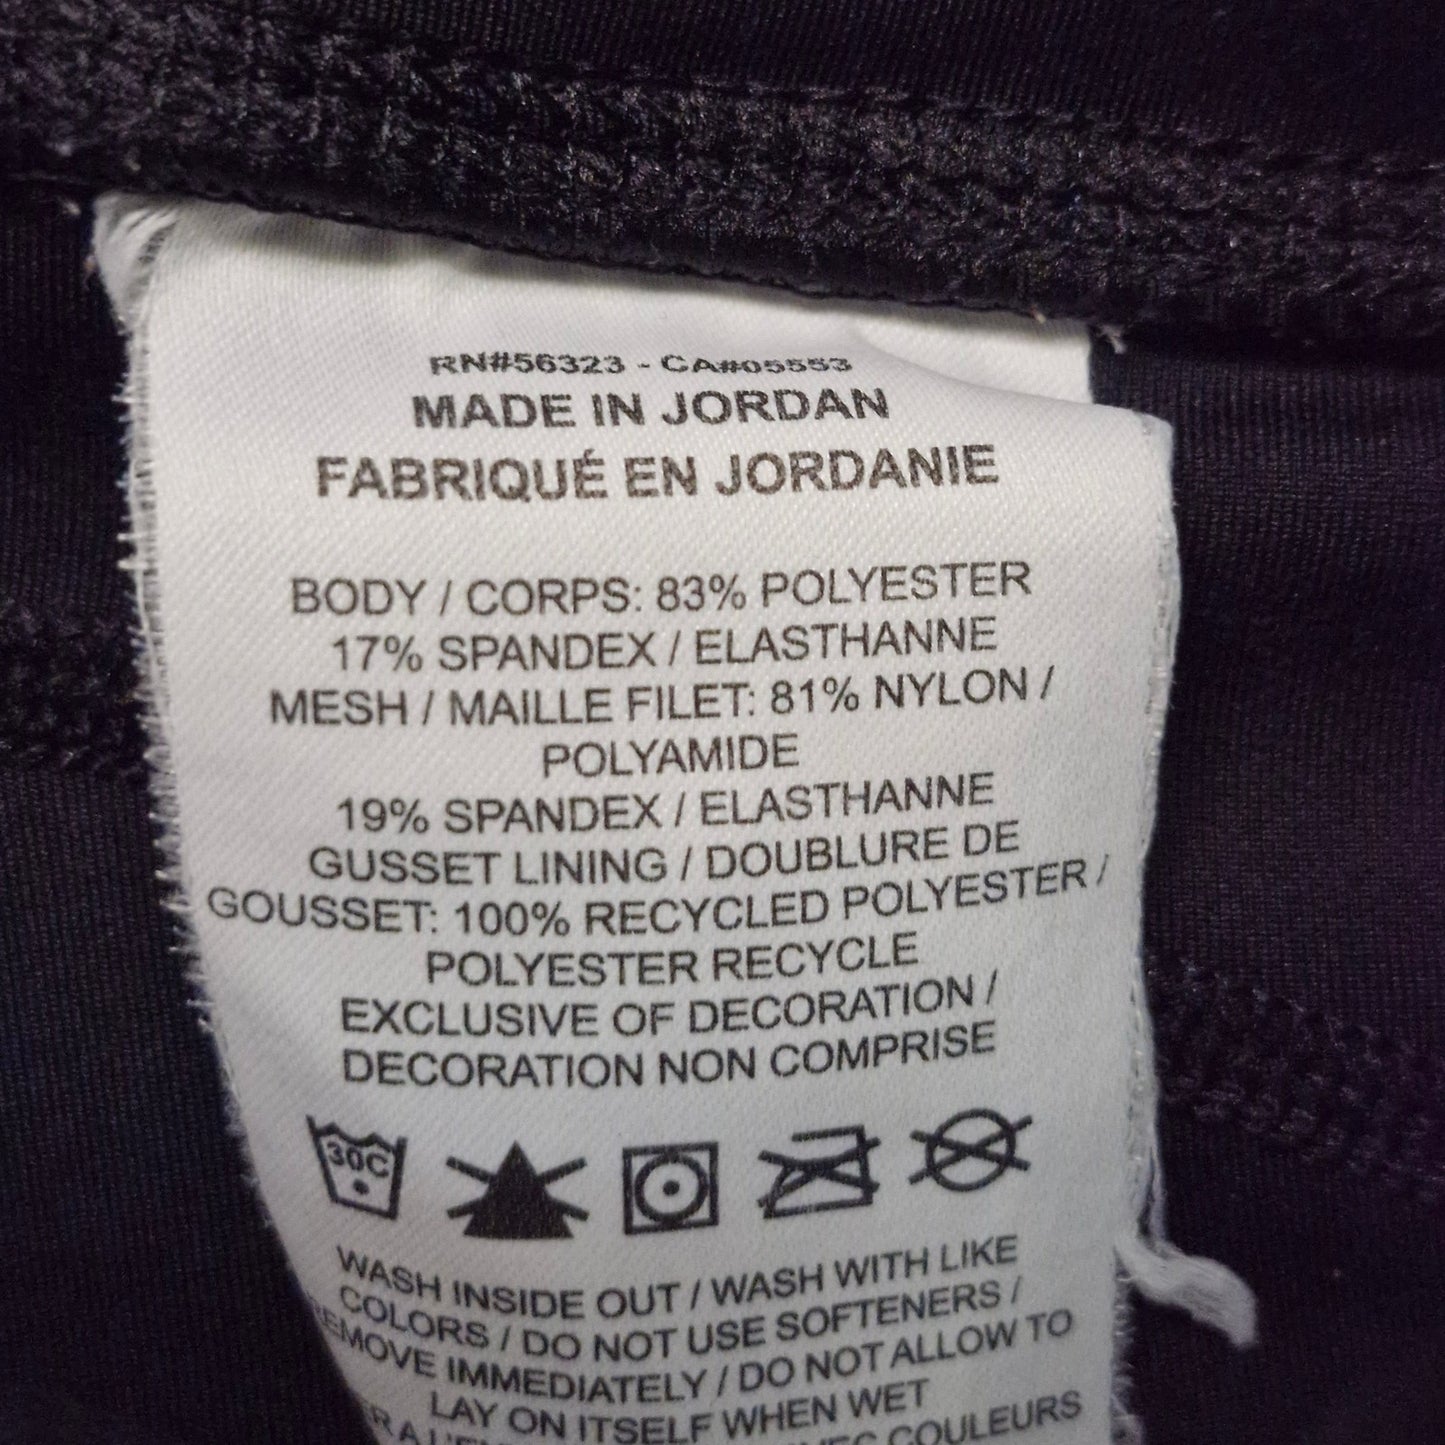 RN#56323 - CA#05553
MADE IN JORDAN
FABRIQUÉ EN JORDANIE
BODY / CORPS: 83% POLYESTER
17% SPANDEX / ELASTHANNE
MESH / MAILLE FILET: 81% NYLON /
POLYAMIDE
19% SPANDEX / ELASTHANNE
GUSSET LINING / DOUBLURE DE
GOUSSET: 100% RECYCLED POLYESTER /
POLYESTER RECYCLE
EXCLUSIVE OF DECORATION /
DECORATION NON COMPRISE
30C
WASH INSIDE OUT / WASH WITH LIKE
COLORS / DO NOT USE SOFTENERS /
REMOVE IMMEDIATELY / DO NOT ALLOW TO
LAY ON ITSELF WHEN WET
AVEC COULEURS